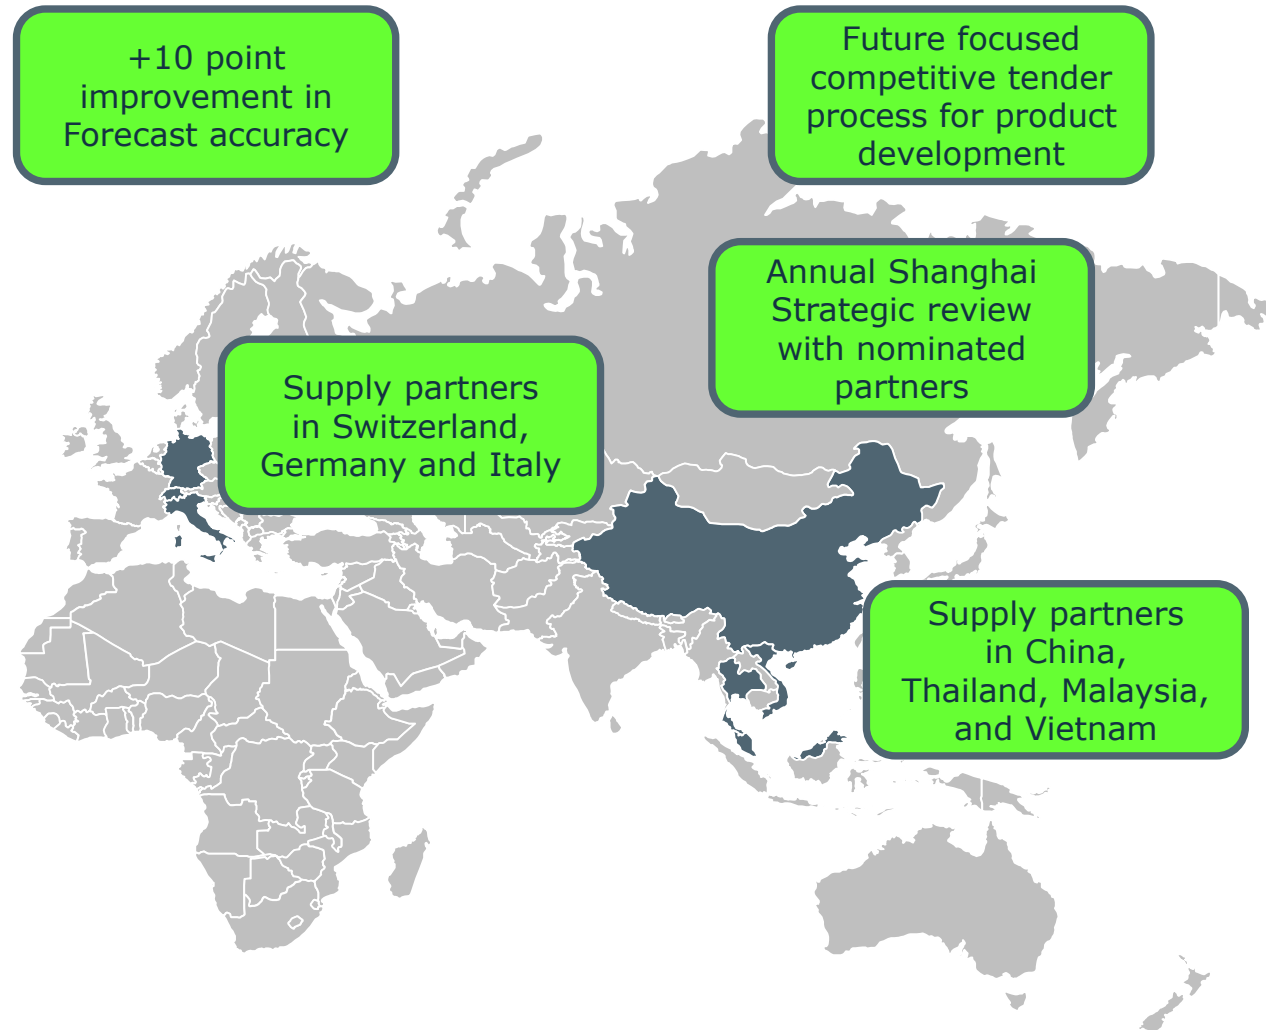 +10 point
improvement in
Forecast accuracy
Future focused
competitive tender
process for product
development
Annual Shanghai
Strategic review
with nominated
partners
Supply partners
in Switzerland,
Germany and Italy
Supply partners
in China,
Thailand, Malaysia,
and Vietnam